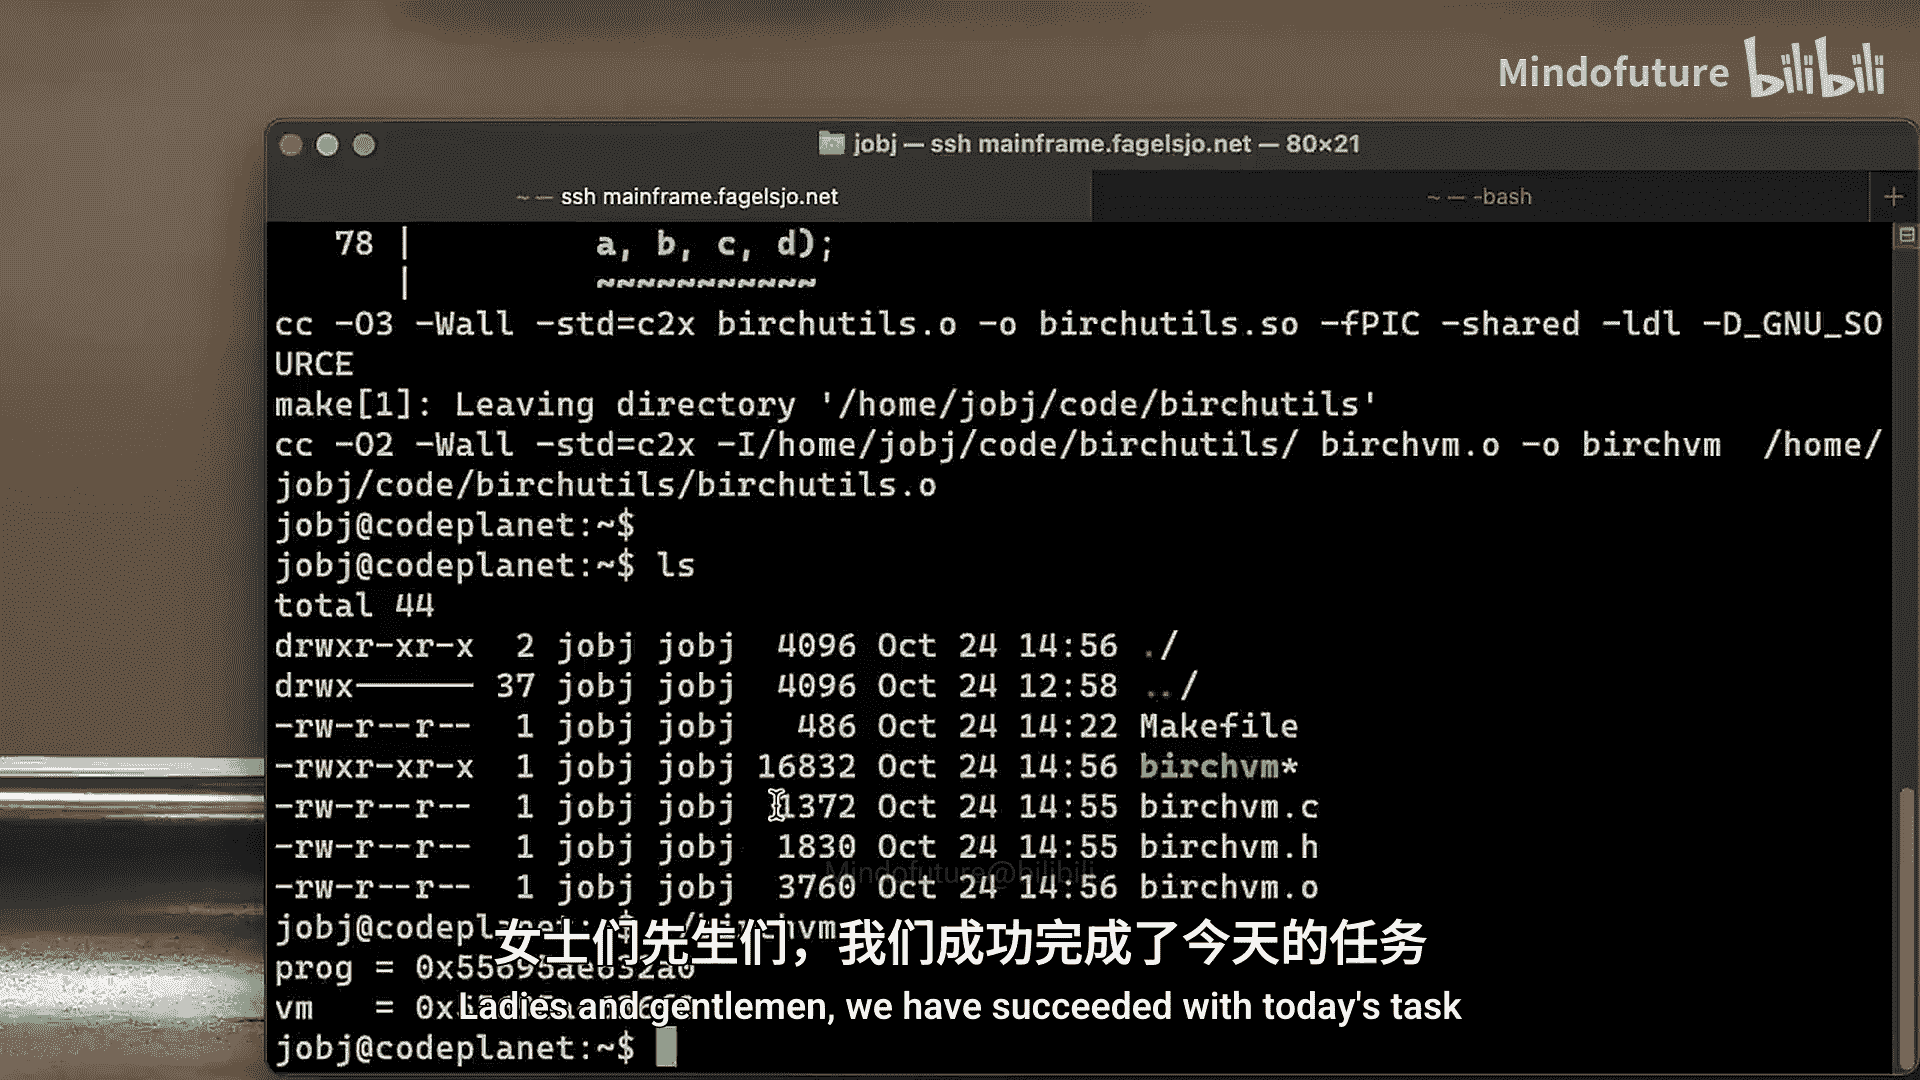 Mindofuture bilibili
jobj — ssh mainframe.fagelsjo.net — 80×21
~ — ssh mainframe.fagelsjo.net
~ — -bash
+
78 |         a, b, c, d);
|         ~~~~~~~~~~~
cc -O3 -Wall -std=c2x birchutils.o -o birchutils.so -fPIC -shared -ldl -D_GNU_SO
URCE
make[1]: Leaving directory '/home/jobj/code/birchutils'
cc -O2 -Wall -std=c2x -I/home/jobj/code/birchutils/ birchvm.o -o birchvm  /home/
jobj/code/birchutils/birchutils.o
jobj@codeplanet:~$
jobj@codeplanet:~$ ls
total 44
drwxr-xr-x  2 jobj jobj  4096 Oct 24 14:56 ./
drwx------ 37 jobj jobj  4096 Oct 24 12:58 ../
-rw-r--r--  1 jobj jobj   486 Oct 24 14:22 Makefile
-rwxr-xr-x  1 jobj jobj 16832 Oct 24 14:56 birchvm*
-rw-r--r--  1 jobj jobj  1372 Oct 24 14:55 birchvm.c
-rw-r--r--  1 jobj jobj  1830 Oct 24 14:55 birchvm.h
Mindofuture@bilibili
-rw-r--r--  1 jobj jobj  3760 Oct 24 14:56 birchvm.o
女士们先生们，我们成功完成了今天的任务
prog = 0x55695ae632a0
Ladies and gentlemen, we have succeeded with today's task
vm   =
jobj@codeplanet:~$